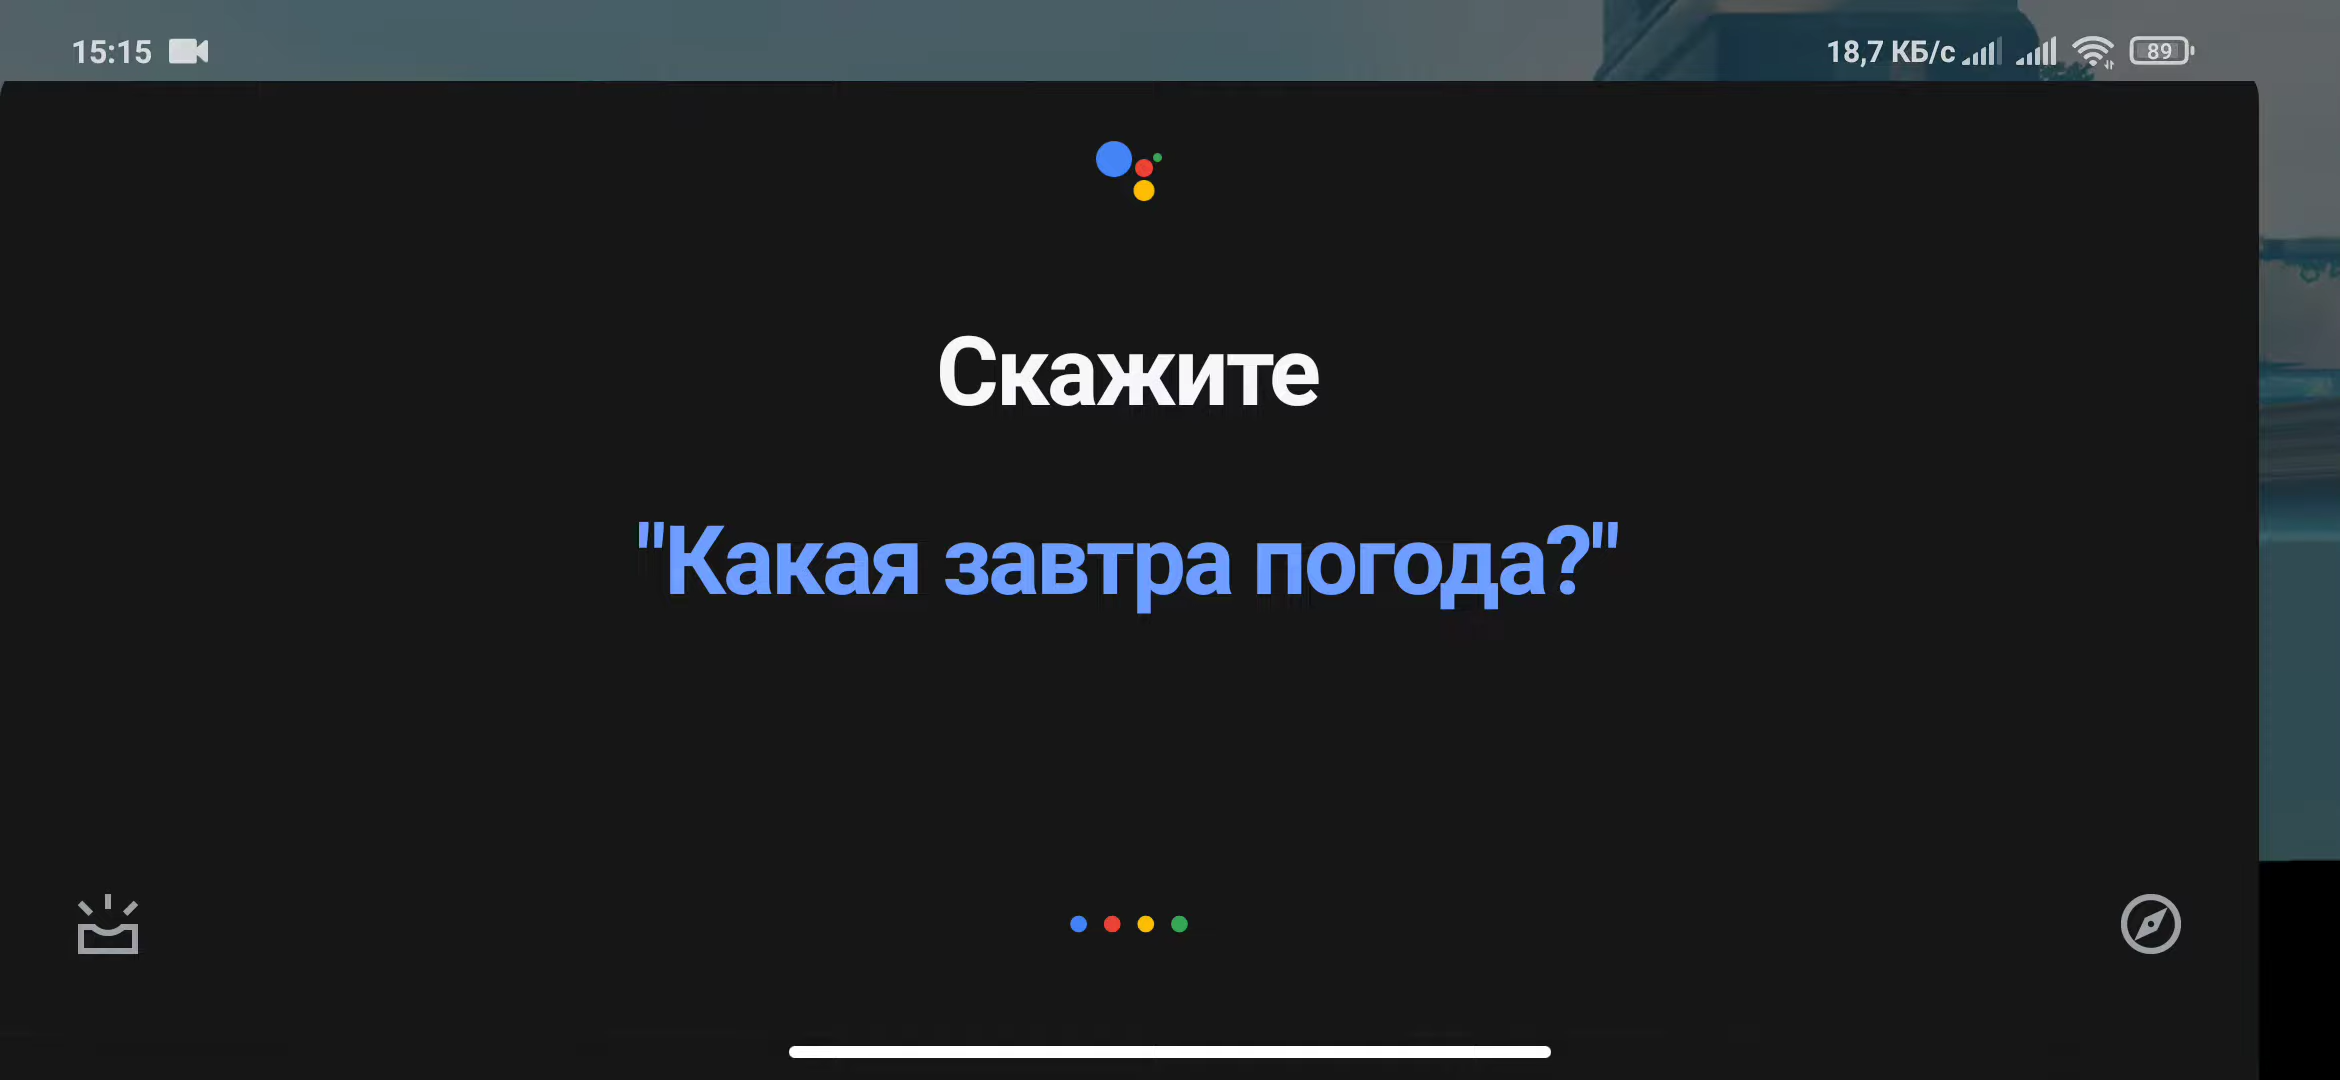 15:15 18,7 КБ/с 89
Скажите
"Какая завтра погода?"